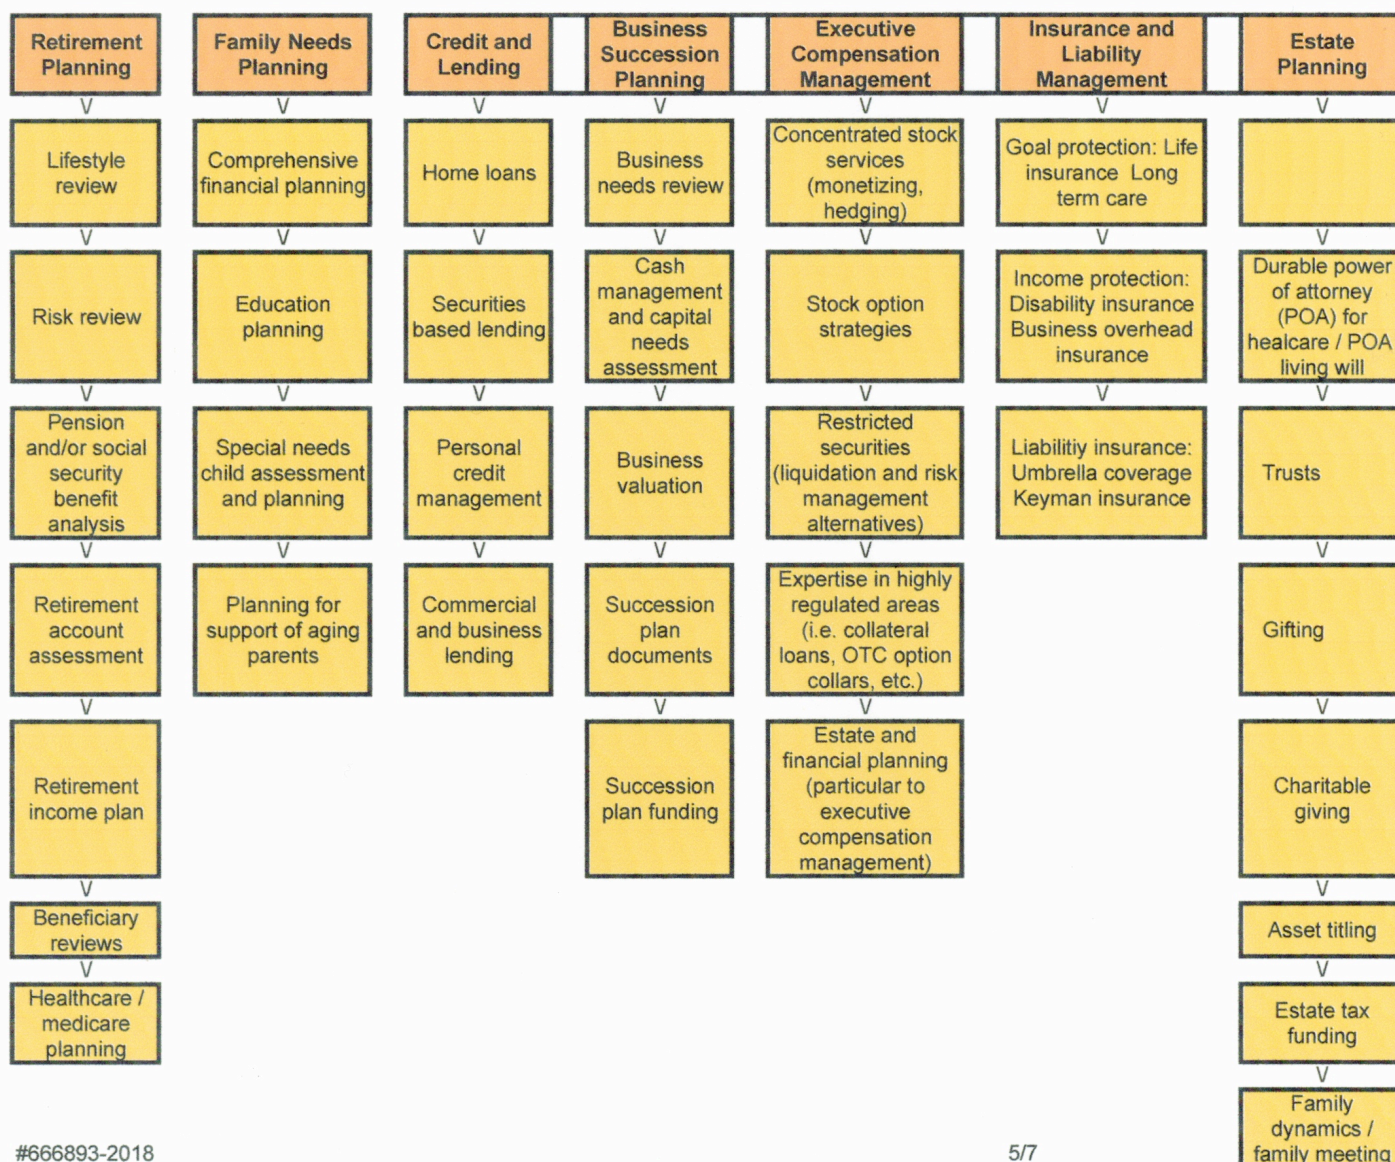 Retirement
Planning
V
Lifestyle
review
V
Risk review
V
Pension
and/or social
security
benefit
analysis
V
Retirement
account
assessment
V
Retirement
income plan
V
Beneficiary
reviews
V
Healthcare /
medicare
planning
Family Needs
Planning
V
Comprehensive
financial planning
V
Education
planning
V
Special needs
child assessment
and planning
V
Planning for
support of aging
parents
Credit and
Lending
V
Home loans
V
Securities
based lending
V
Personal
credit
management
V
Commercial
and business
lending
Business
Succession
Planning
V
Business
needs review
V
Cash
management
and capital
needs
assessment
V
Business
valuation
V
Succession
plan
documents
V
Succession
plan funding
Executive
Compensation
Management
V
Concentrated stock
services
(monetizing,
hedging)
V
Stock option
strategies
V
Restricted
securities
(liquidation and risk
management
alternatives)
V
Expertise in highly
regulated areas
(i.e. collateral
loans, OTC option
collars, etc.)
V
Estate and
financial planning
(particular to
executive
compensation
management)
Insurance and
Liability
Management
V
Goal protection: Life
insurance Long
term care
V
Income protection:
Disability insurance
Business overhead
insurance
V
Liabilitiy insurance:
Umbrella coverage
Keyman insurance
Estate
Planning
V
V
Durable power
of attorney
(POA) for
healcare / POA
living will
V
Trusts
V
Gifting
V
Charitable
giving
V
Asset titling
V
Estate tax
funding
V
Family
dynamics /
family meeting
#666893-2018
5/7